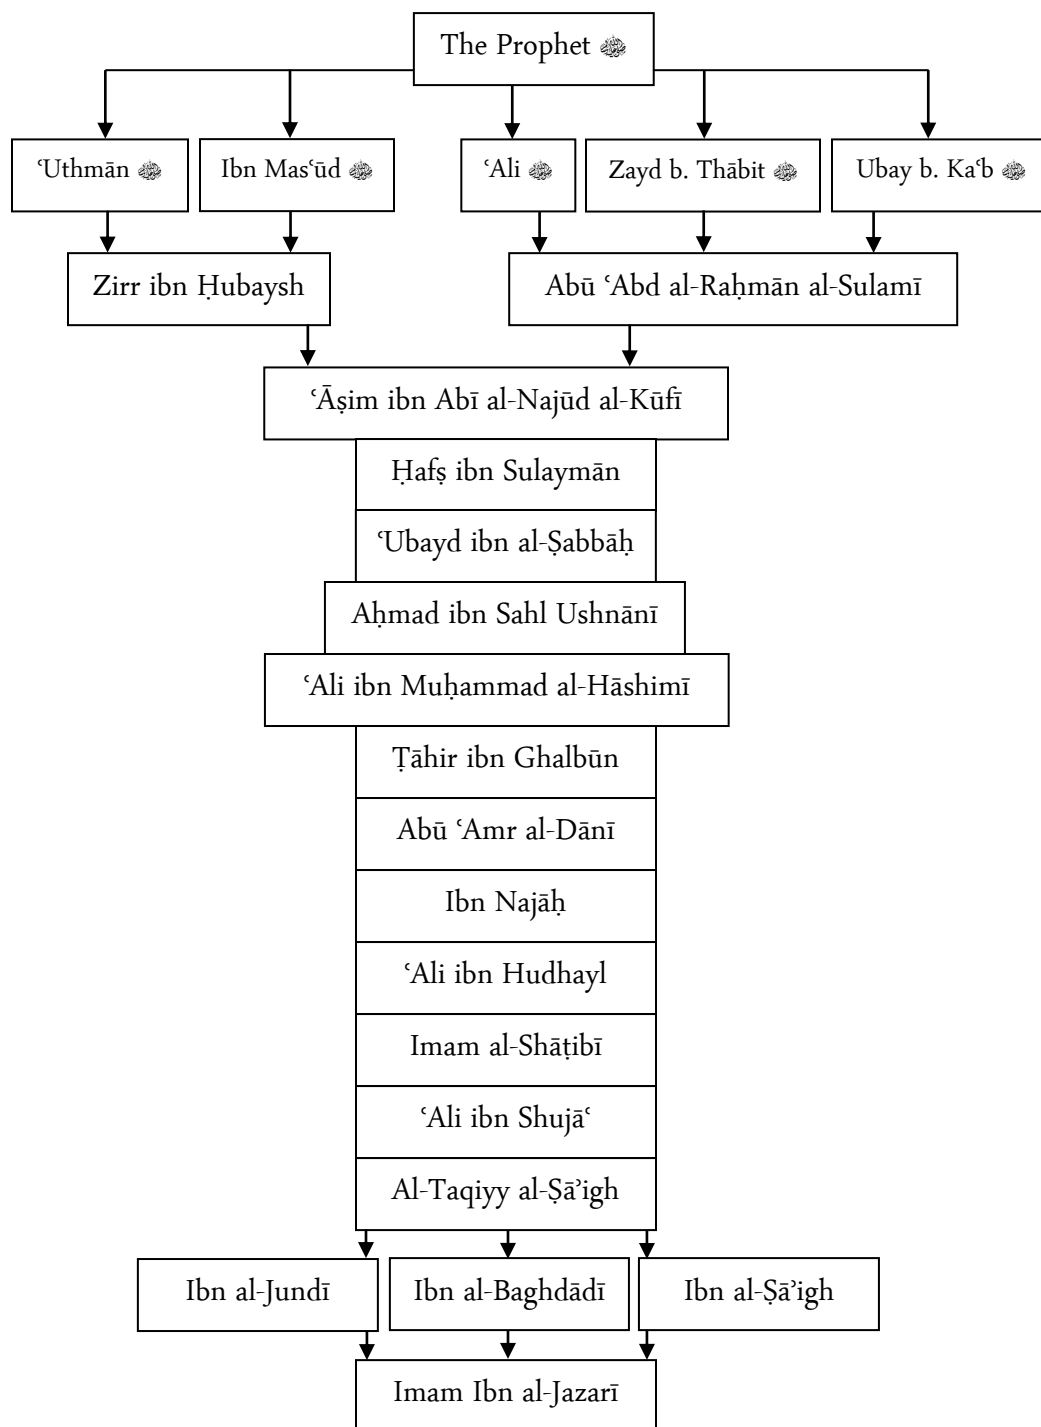 The Prophet ﷺ
ʿUthmān
Ibn Masʿūd
ʿAli
Zayd b. Thābit
Ubay b. Kaʿb
Zirr ibn Ḥubaysh
Abū ʿAbd al-Raḥmān al-Sulamī
ʿĀṣim ibn Abī al-Najūd al-Kūfī
Ḥafṣ ibn Sulaymān
ʿUbayd ibn al-Ṣabbāḥ
Aḥmad ibn Sahl Ushnānī
ʿAli ibn Muḥammad al-Hāshimī
Ṭāhir ibn Ghalbūn
Abū ʿAmr al-Dānī
Ibn Najāḥ
ʿAli ibn Hudhayl
Imam al-Shāṭibī
ʿAli ibn Shujāʿ
Al-Taqiyy al-Ṣāʾigh
Ibn al-Jundī
Ibn al-Baghdādī
Ibn al-Ṣāʾigh
Imam Ibn al-Jazarī